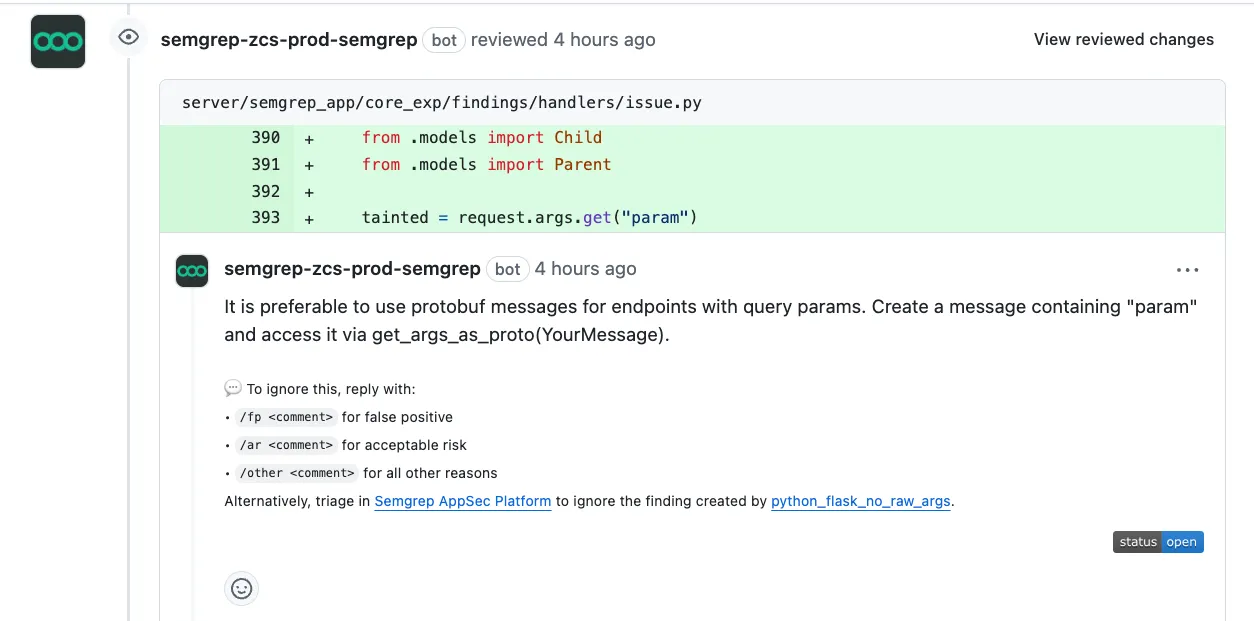 semgrep-zcs-prod-semgrep bot reviewed 4 hours ago View reviewed changes
server/semgrep_app/core_exp/findings/handlers/issue.py
390 + from .models import Child
391 + from .models import Parent
392 +
393 + tainted = request.args.get("param")
semgrep-zcs-prod-semgrep bot 4 hours ago
It is preferable to use protobuf messages for endpoints with query params. Create a message containing "param"
and access it via get_args_as_proto(YourMessage).
To ignore this, reply with:
• /fp <comment> for false positive
• /ar <comment> for acceptable risk
• /other <comment> for all other reasons
Alternatively, triage in Semgrep AppSec Platform to ignore the finding created by python_flask_no_raw_args.
status open